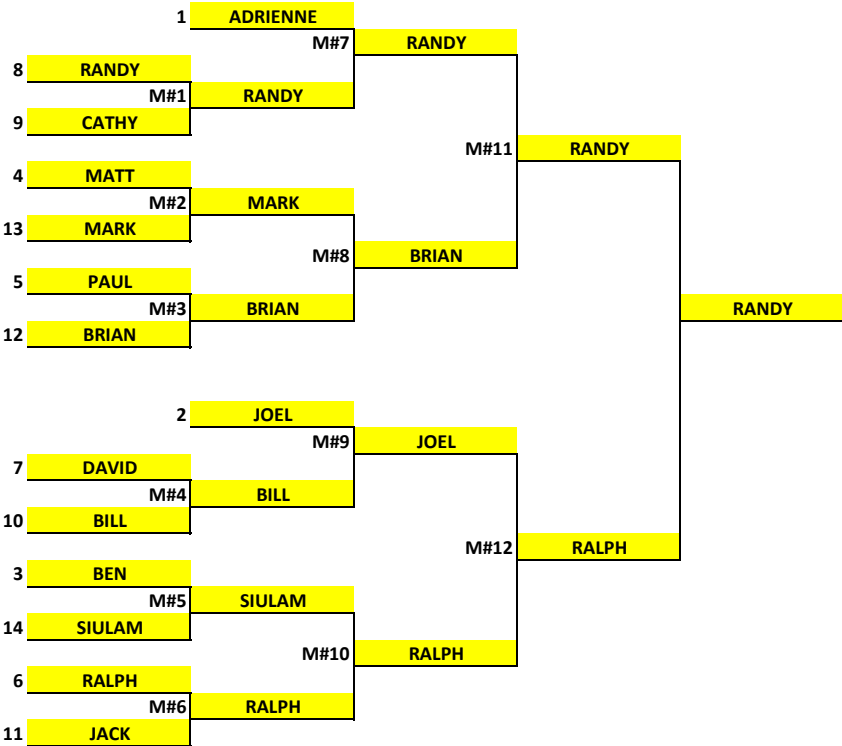 1 ADRIENNE
M#7 RANDY
8 RANDY
M#1 RANDY
9 CATHY
M#11 RANDY
4 MATT
M#2 MARK
13 MARK
M#8 BRIAN
5 PAUL
M#3 BRIAN
RANDY
12 BRIAN
2 JOEL
M#9 JOEL
7 DAVID
M#4 BILL
10 BILL
M#12 RALPH
3 BEN
M#5 SIULAM
14 SIULAM
M#10 RALPH
6 RALPH
M#6 RALPH
11 JACK